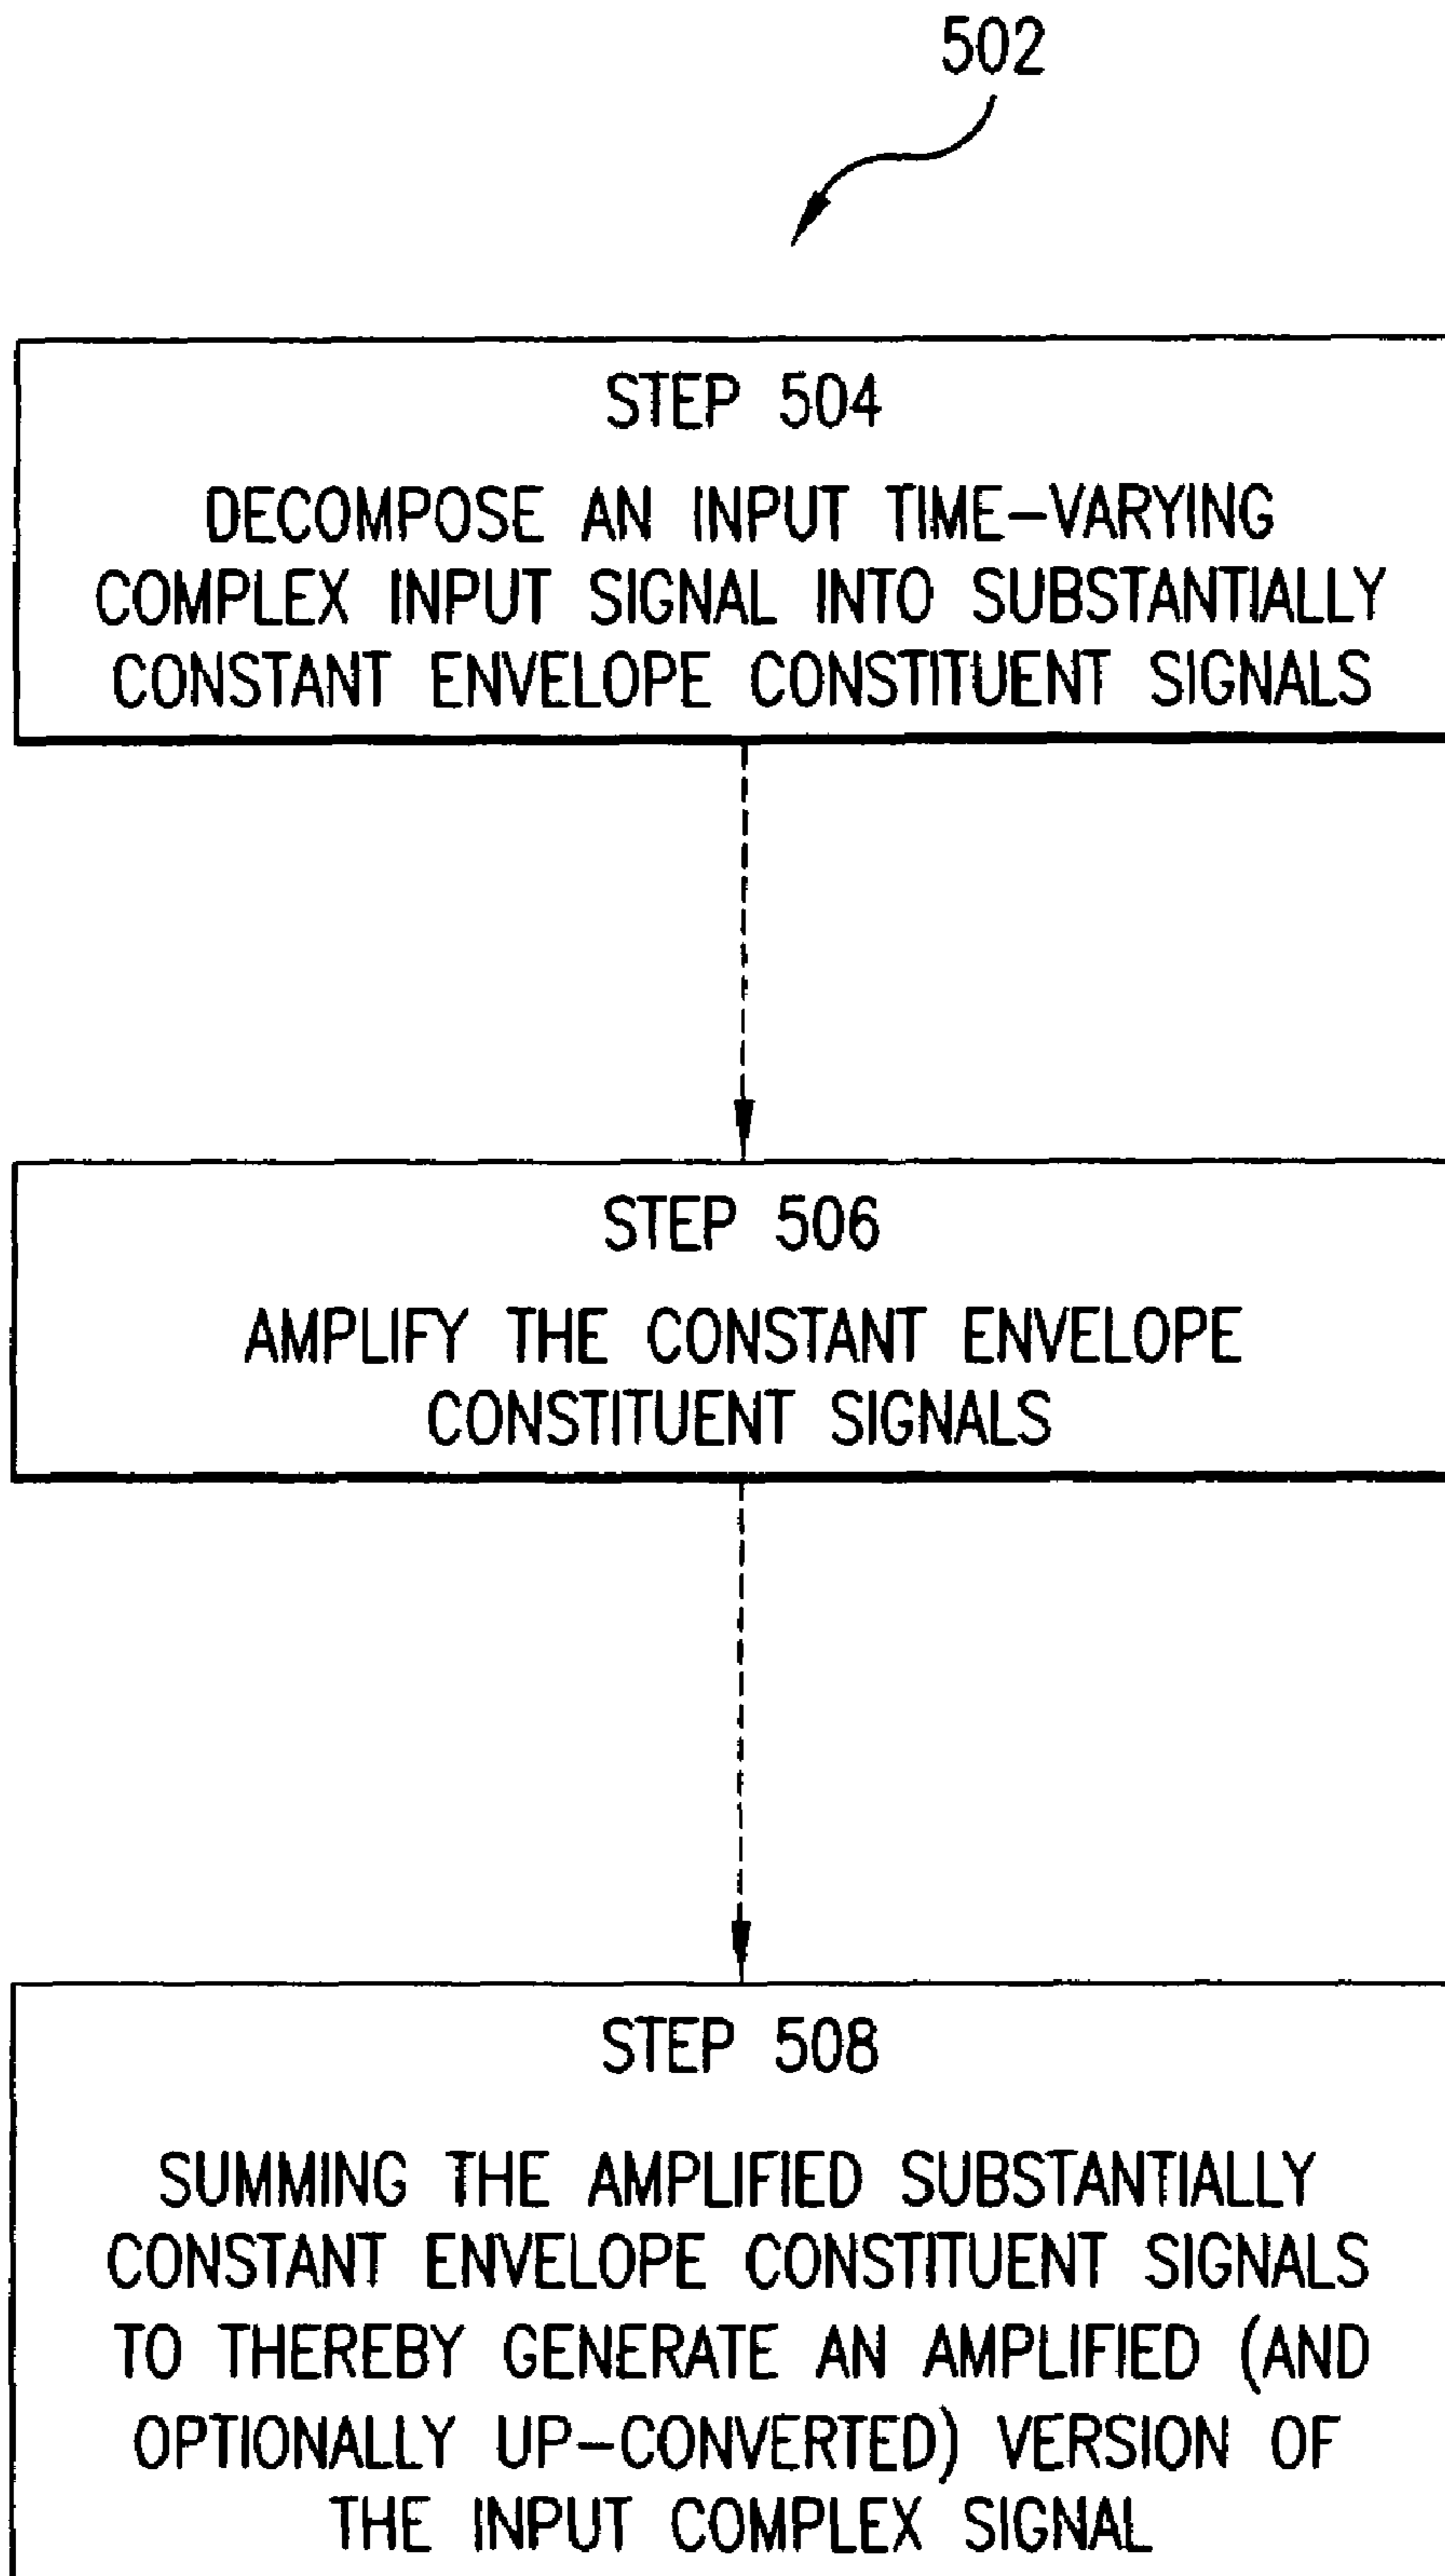 502
STEP 504
DECOMPOSE AN INPUT TIME-VARYING
COMPLEX INPUT SIGNAL INTO SUBSTANTIALLY
CONSTANT ENVELOPE CONSTITUENT SIGNALS
STEP 506
AMPLIFY THE CONSTANT ENVELOPE
CONSTITUENT SIGNALS
STEP 508
SUMMING THE AMPLIFIED SUBSTANTIALLY
CONSTANT ENVELOPE CONSTITUENT SIGNALS
TO THEREBY GENERATE AN AMPLIFIED (AND
OPTIONALLY UP-CONVERTED) VERSION OF
THE INPUT COMPLEX SIGNAL